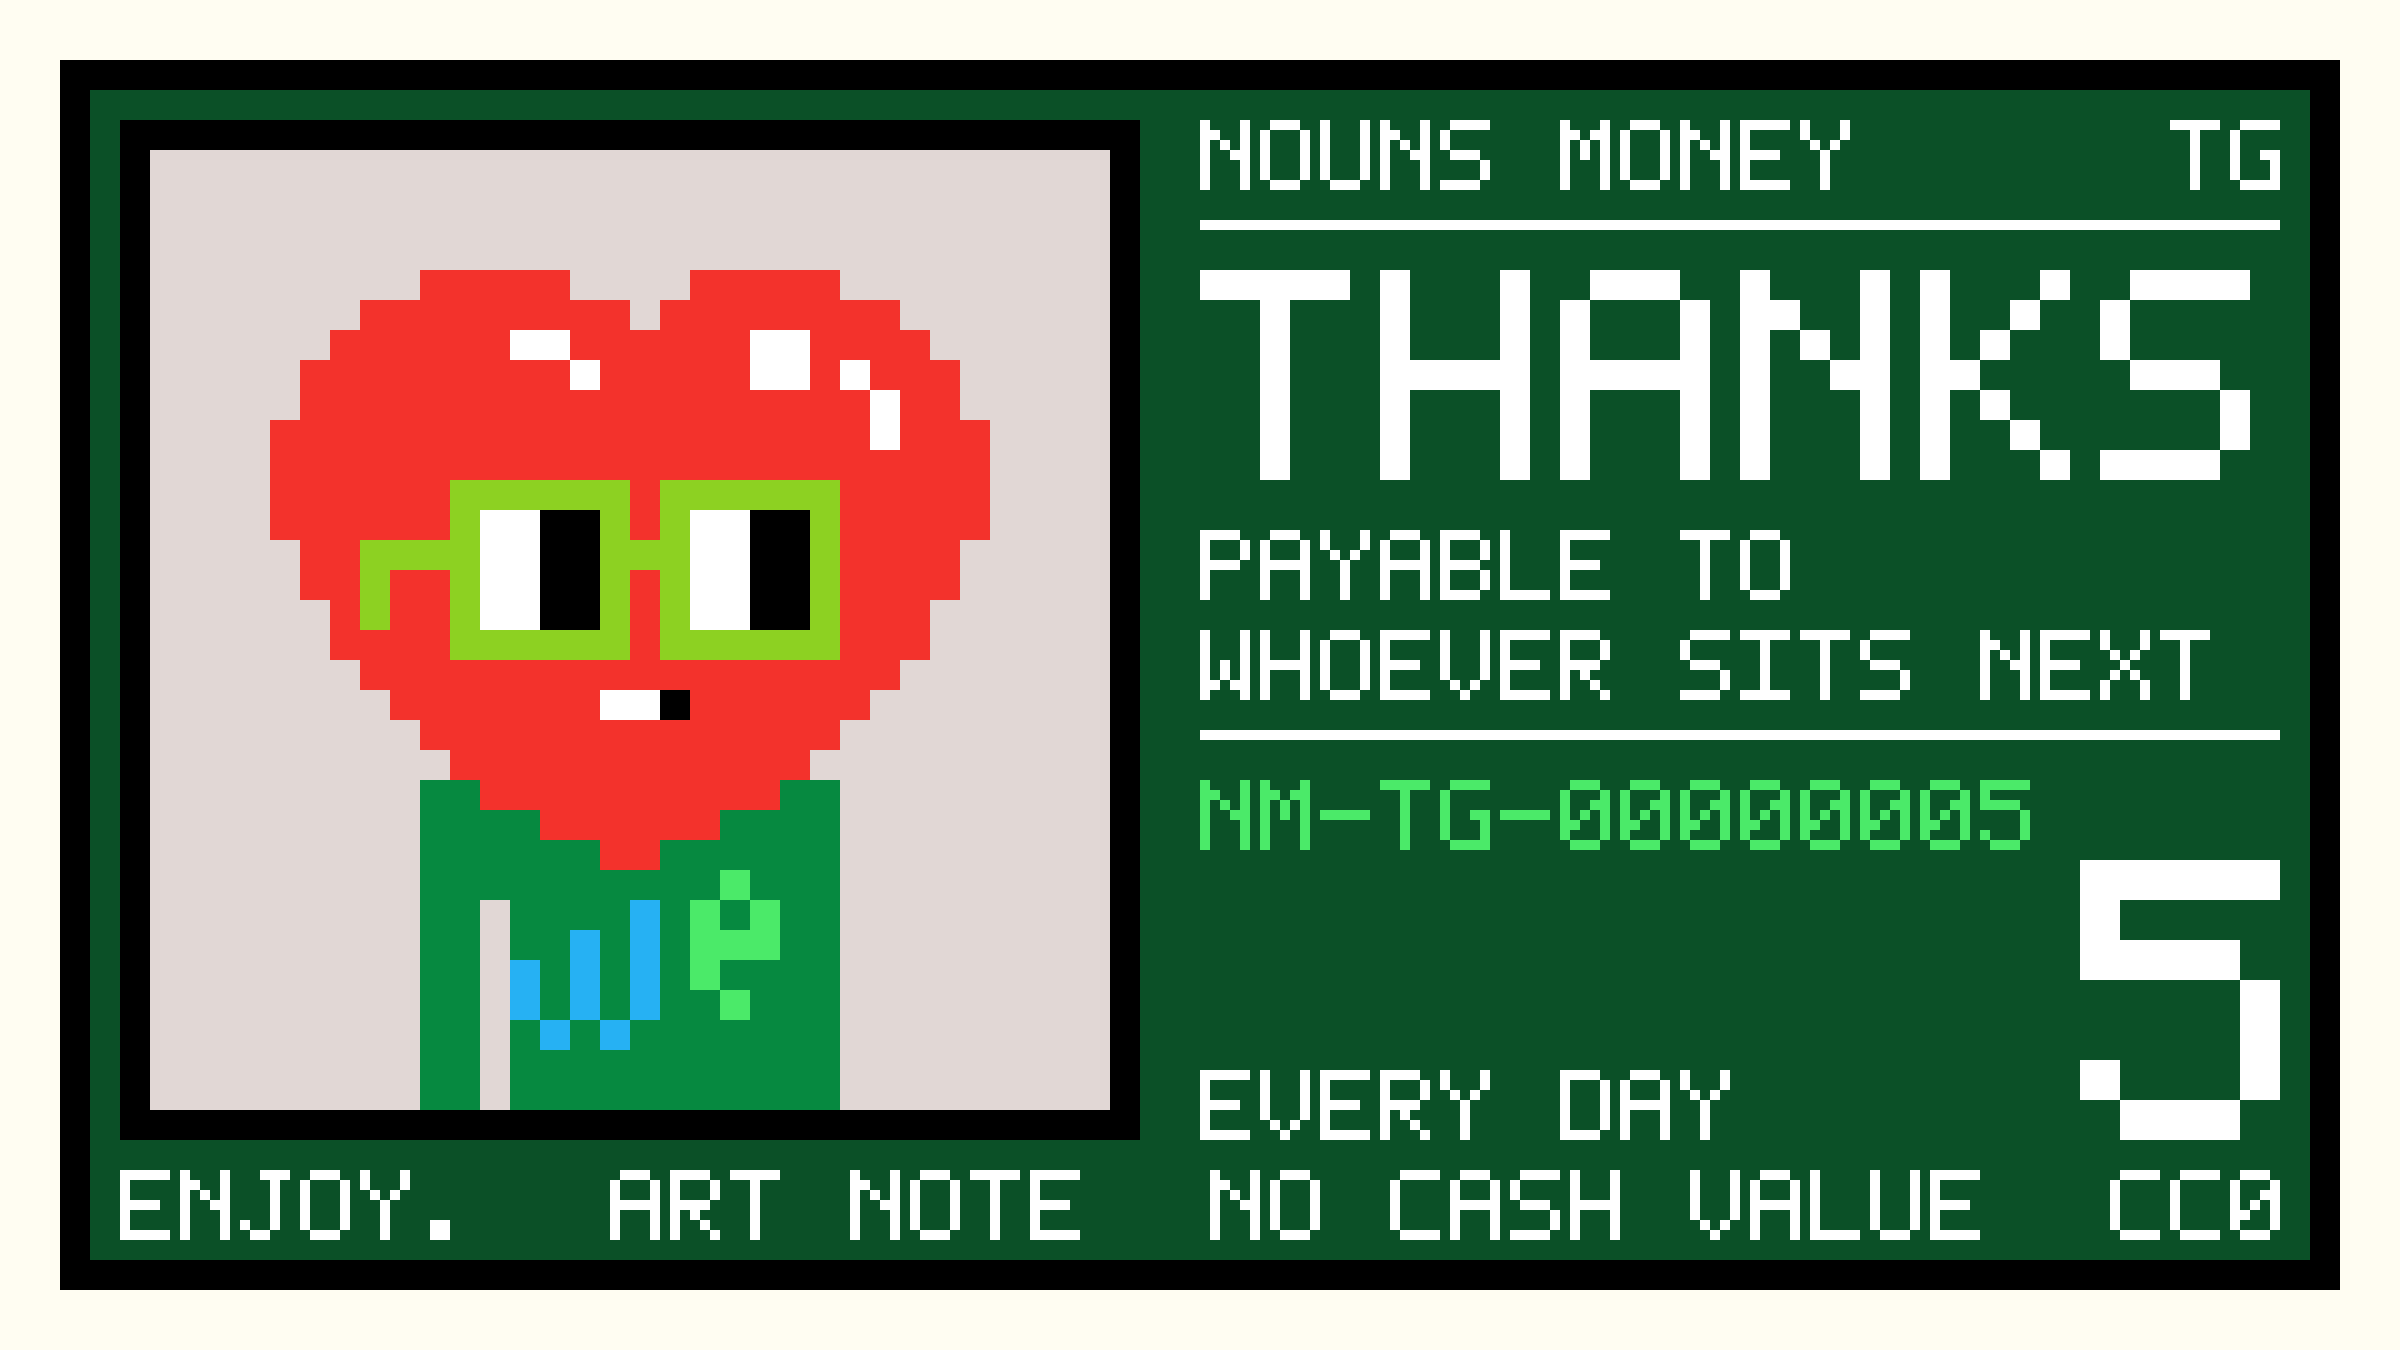 NOUNS MONEY TG
THANKS
PAYABLE TO
WHOEVER SITS NEXT
NM-TG-00000005
5
EVERY DAY
ENJOY. ART NOTE NO CASH VALUE CC0